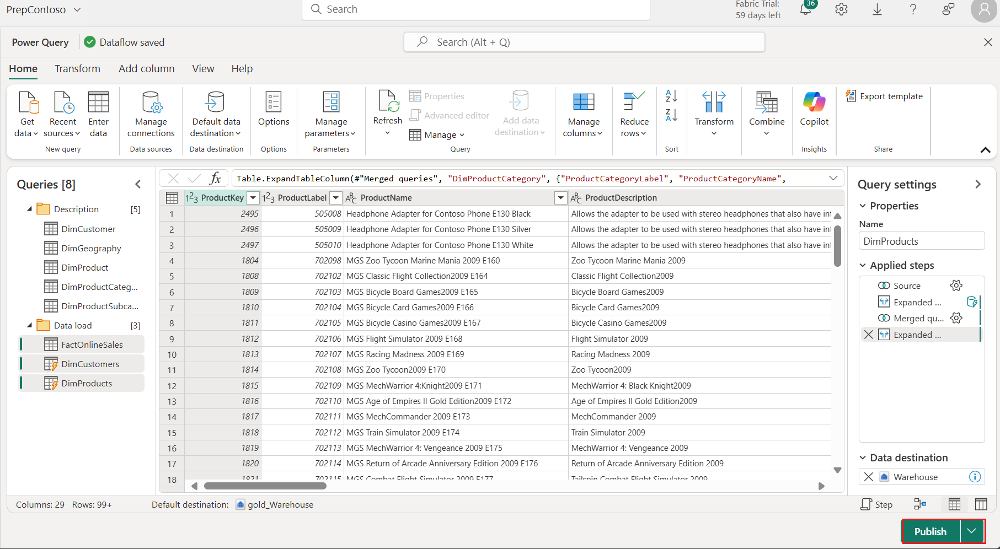 PrepContoso
Search
Fabric Trial:
59 days left
36
Power Query
Dataflow saved
Search (Alt + Q)
Home
Transform
Add column
View
Help
Get
data
Recent
sources
Enter
data
New query
Manage
connections
Data sources
Default data
destination
Data destination
Options
Options
Manage
parameters
Parameters
Refresh
Properties
Advanced editor
Manage
Add data
destination
Query
Manage
columns
Reduce
rows
Sort
Transform
Combine
Copilot
Insights
Export template
Share
Queries [8]
Description [5]
DimCustomer
DimGeography
DimProduct
DimProductCateg...
DimProductSubca...
Data load [3]
FactOnlineSales
DimCustomers
DimProducts
fx Table.ExpandTableColumn(#"Merged queries", "DimProductCategory", {"ProductCategoryLabel", "ProductCategoryName",
ProductKey ProductLabel ProductName ProductDescription
1 2495 505008 Headphone Adapter for Contoso Phone E130 Black Allows the adapter to be used with stereo headphones that also have int
2 2496 505009 Headphone Adapter for Contoso Phone E130 Silver Allows the adapter to be used with stereo headphones that also have int
3 2497 505010 Headphone Adapter for Contoso Phone E130 White Allows the adapter to be used with stereo headphones that also have int
4 1804 702098 MGS Zoo Tycoon Marine Mania 2009 E160 Zoo Tycoon Marine Mania 2009
5 1808 702102 MGS Classic Flight Collection2009 E164 Classic Flight Collection2009
6 1809 702103 MGS Bicycle Board Games2009 E165 Bicycle Board Games2009
7 1810 702104 MGS Bicycle Card Games2009 E166 Bicycle Card Games2009
8 1811 702105 MGS Bicycle Casino Games2009 E167 Bicycle Casino Games2009
9 1812 702106 MGS Flight Simulator 2009 E168 Flight Simulator 2009
10 1813 702107 MGS Racing Madness 2009 E169 Racing Madness 2009
11 1814 702108 MGS Zoo Tycoon2009 E170 Zoo Tycoon2009
12 1815 702109 MGS MechWarrior 4:Knight2009 E171 MechWarrior 4: Black Knight2009
13 1816 702110 MGS Age of Empires II Gold Edition2009 E172 Age of Empires II Gold Edition2009
14 1817 702111 MGS MechCommander 2009 E173 MechCommander 2009
15 1818 702112 MGS Train Simulator 2009 E174 Train Simulator 2009
16 1819 702113 MGS MechWarrior 4: Vengeance 2009 E175 MechWarrior 4: Vengeance 2009
17 1820 702114 MGS Return of Arcade Anniversary Edition 2009 E176 Return of Arcade Anniversary Edition 2009
18 1821 702115 MGS Combat Flight Simulator 2009 E177 Tailspin Combat Flight Simulator 2009
Query settings
Properties
Name
DimProducts
Applied steps
Source
Expanded ...
Merged qu...
Expanded ...
Data destination
Warehouse
Columns: 29 Rows: 99+
Default destination: gold_Warehouse
Step
Publish